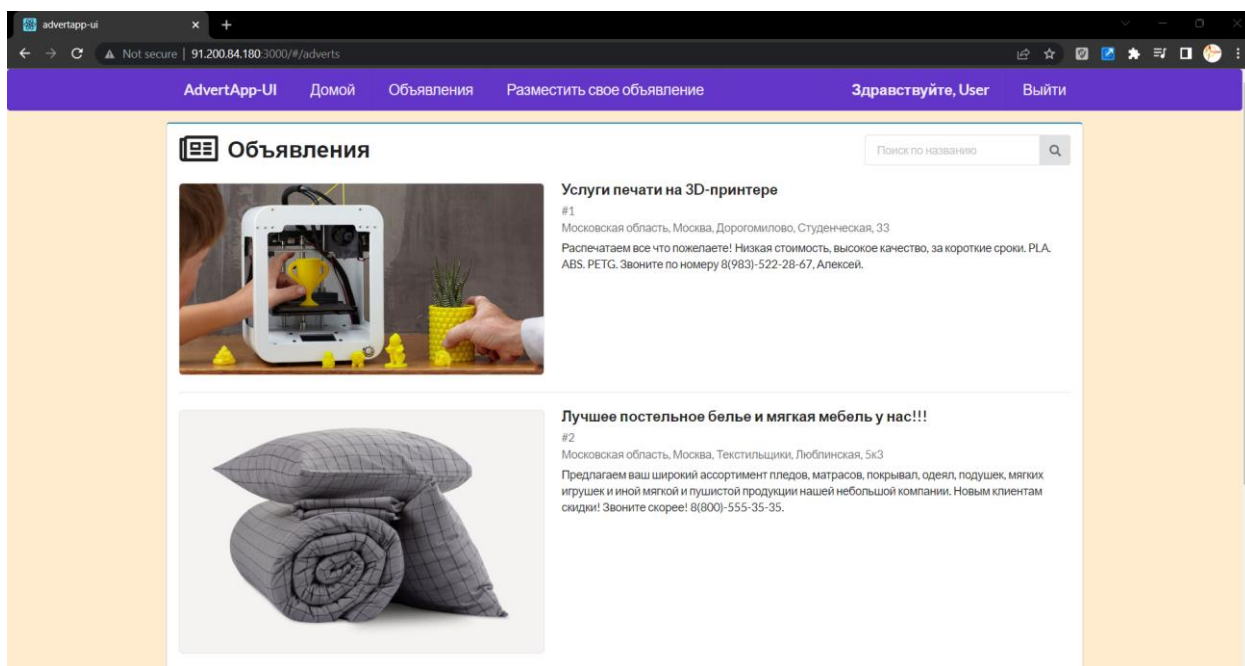 advertapp-ui
Not secure | 91.200.84.180:3000/#/adverts
AdvertApp-UI Домой Объявления Разместить свое объявление Здравствуйте, User Выйти
Объявления
Поиск по названию
Услуги печати на 3D-принтере
#1
Московская область, Москва, Дорогомилово, Студенческая, 33
Распечатаем все что пожелаете! Низкая стоимость, высокое качество, за короткие сроки. PLA.
ABS. PETG. Звоните по номеру 8(983)-522-28-67, Алексей.
Лучшее постельное белье и мягкая мебель у нас!!!
#2
Московская область, Москва, Текстильщики, Люблинская, 5к3
Предлагаем ваш широкий ассортимент пледов, матрасов, покрывал, одеял, подушек, мягких
игрушек и иной мягкой и пушистой продукции нашей небольшой компании. Новым клиентам
скидки! Звоните скорее! 8(800)-555-35-35.